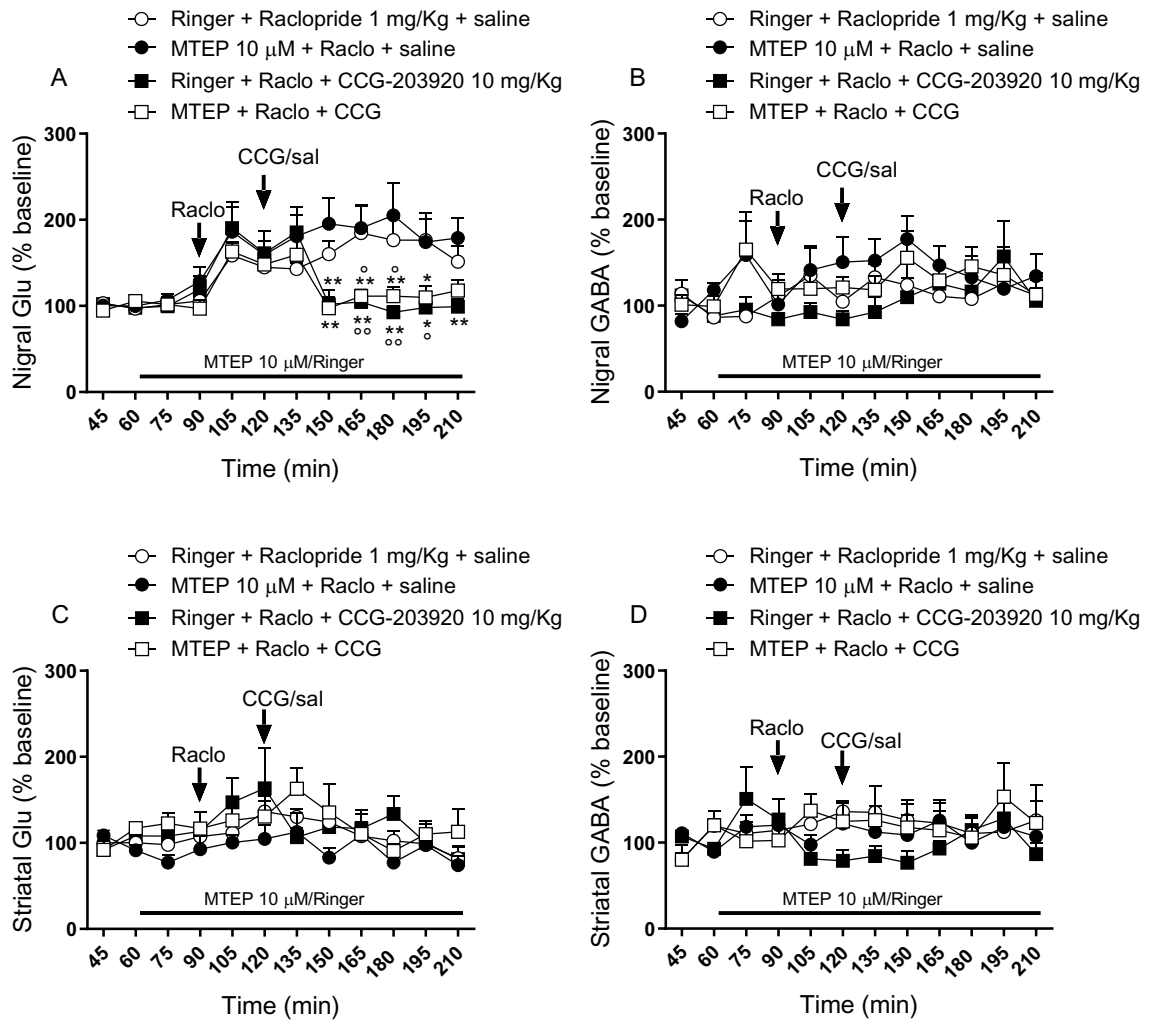 Ringer + Raclopride 1 mg/Kg + saline
MTEP 10 μM + Raclo + saline
Ringer + Raclo + CCG-203920 10 mg/Kg
MTEP + Raclo + CCG
A
Nigral Glu (% baseline)
300
200
100
0
Raclo
CCG/sal
** ° ** ° ** *
** ** °° ** °° * ° **
MTEP 10 μM/Ringer
45 60 75 90 105 120 135 150 165 180 195 210
Time (min)
Ringer + Raclopride 1 mg/Kg + saline
MTEP 10 μM + Raclo + saline
Ringer + Raclo + CCG-203920 10 mg/Kg
MTEP + Raclo + CCG
B
Nigral GABA (% baseline)
300
200
100
0
Raclo
CCG/sal
MTEP 10 μM/Ringer
45 60 75 90 105 120 135 150 165 180 195 210
Time (min)
Ringer + Raclopride 1 mg/Kg + saline
MTEP 10 μM + Raclo + saline
Ringer + Raclo + CCG-203920 10 mg/Kg
MTEP + Raclo + CCG
C
Striatal Glu (% baseline)
300
200
100
0
Raclo
CCG/sal
MTEP 10 μM/Ringer
45 60 75 90 105 120 135 150 165 180 195 210
Time (min)
Ringer + Raclopride 1 mg/Kg + saline
MTEP 10 μM + Raclo + saline
Ringer + Raclo + CCG-203920 10 mg/Kg
MTEP + Raclo + CCG
D
Striatal GABA (% baseline)
300
200
100
0
Raclo
CCG/sal
MTEP 10 μM/Ringer
45 60 75 90 105 120 135 150 165 180 195 210
Time (min)